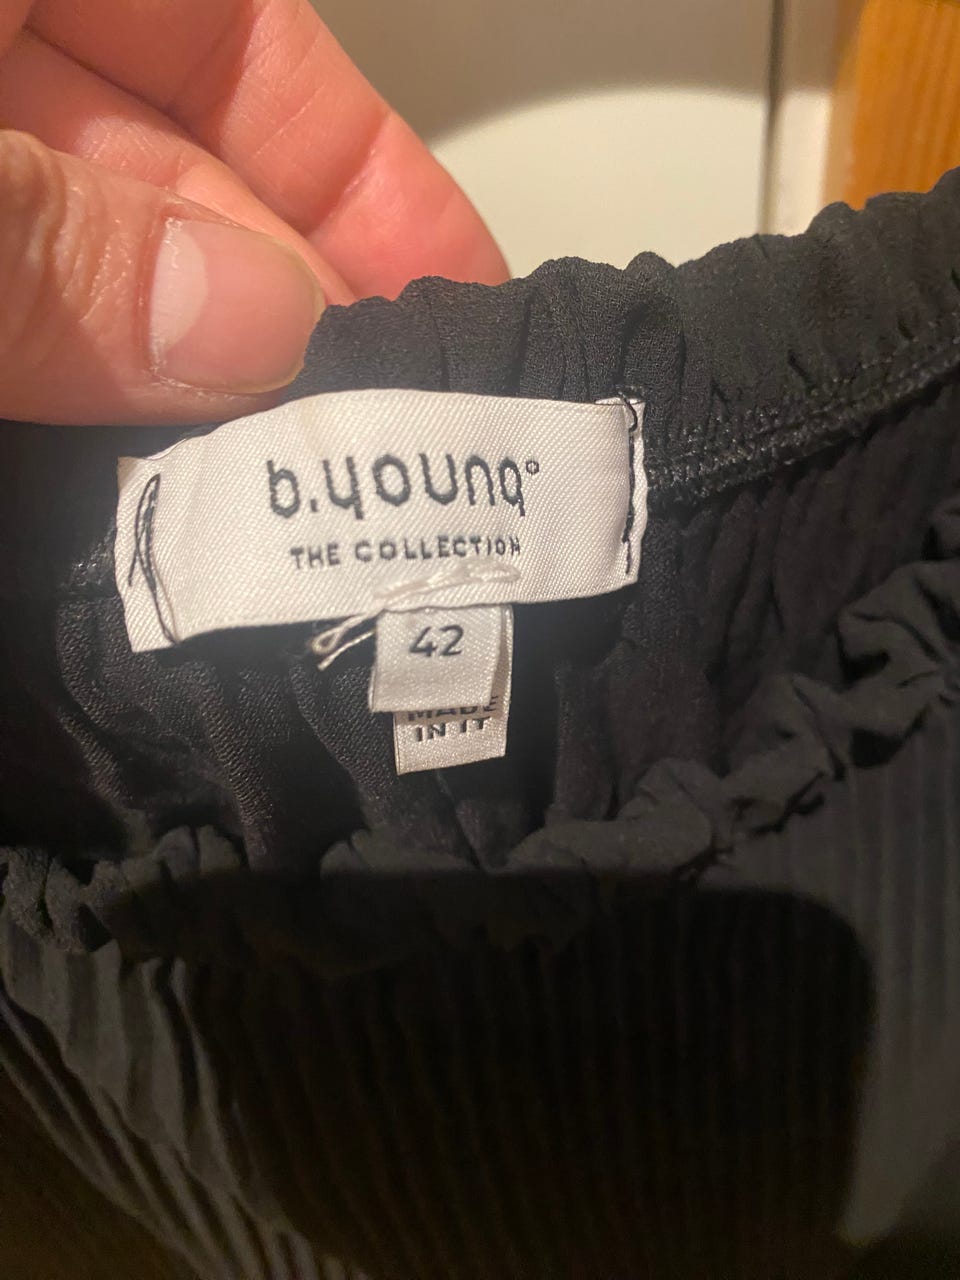 b.young°
THE COLLECTION
42
MADE
IN IT